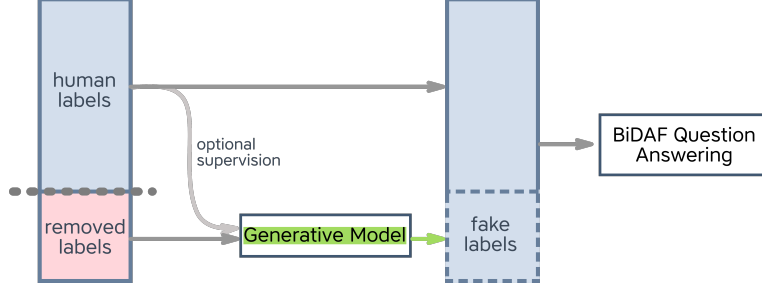 human
labels
optional
supervision
BiDAF Question
Answering
removed
labels
Generative Model
fake
labels